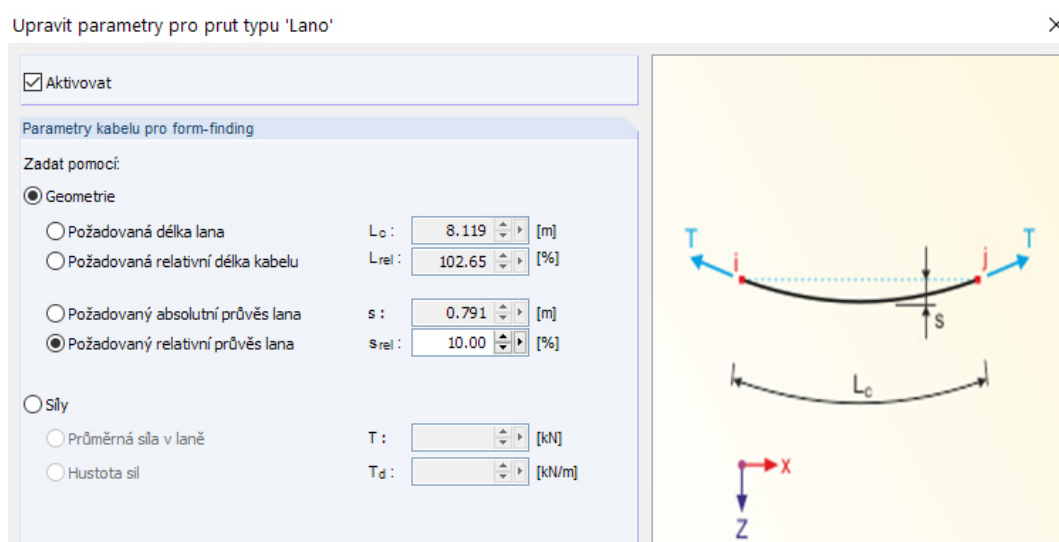 Upravit parametry pro prut typu 'Lano'
Aktivovat
Parametry kabelu pro form-finding
Zadat pomocí:
Geometrie
Požadovaná délka lana Lc : 8.119 [m]
Požadovaná relativní délka kabelu Lrel : 102.65 [%]
Požadovaný absolutní průvěs lana s : 0.791 [m]
Požadovaný relativní průvěs lana srel : 10.00 [%]
Síly
Průměrná síla v laně T : [kN]
Hustota sil Td : [kN/m]
T i j T
s
Lc
X
Z